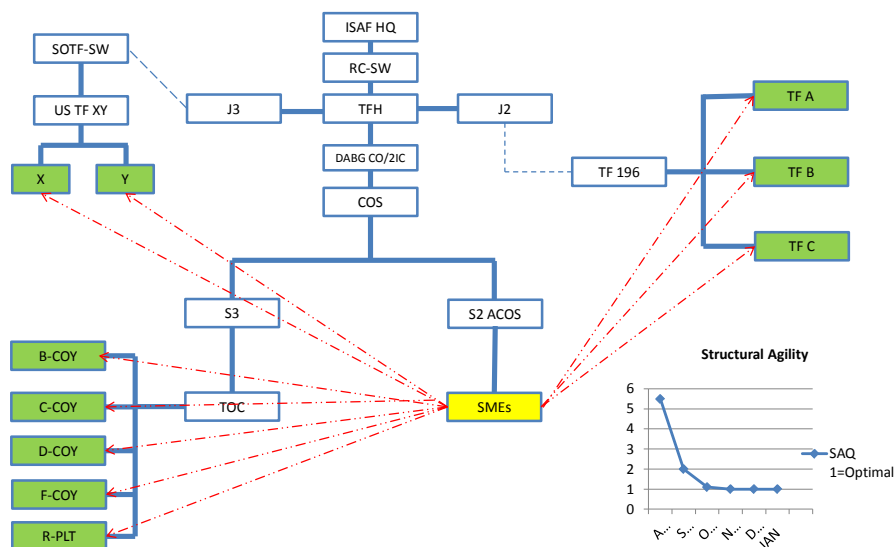 ISAF HQ
SOTF-SW
RC-SW
US TF XY
J3
TFH
J2
TF A
DABG CO/2IC
X
Y
TF 196
TF B
COS
TF C
S3
S2 ACOS
B-COY
C-COY
TOC
SMEs
D-COY
F-COY
R-PLT
Structural Agility
6
5
4
3
2
1
0
A...
S...
O...
N...
D...
JAN
SAQ
1=Optimal